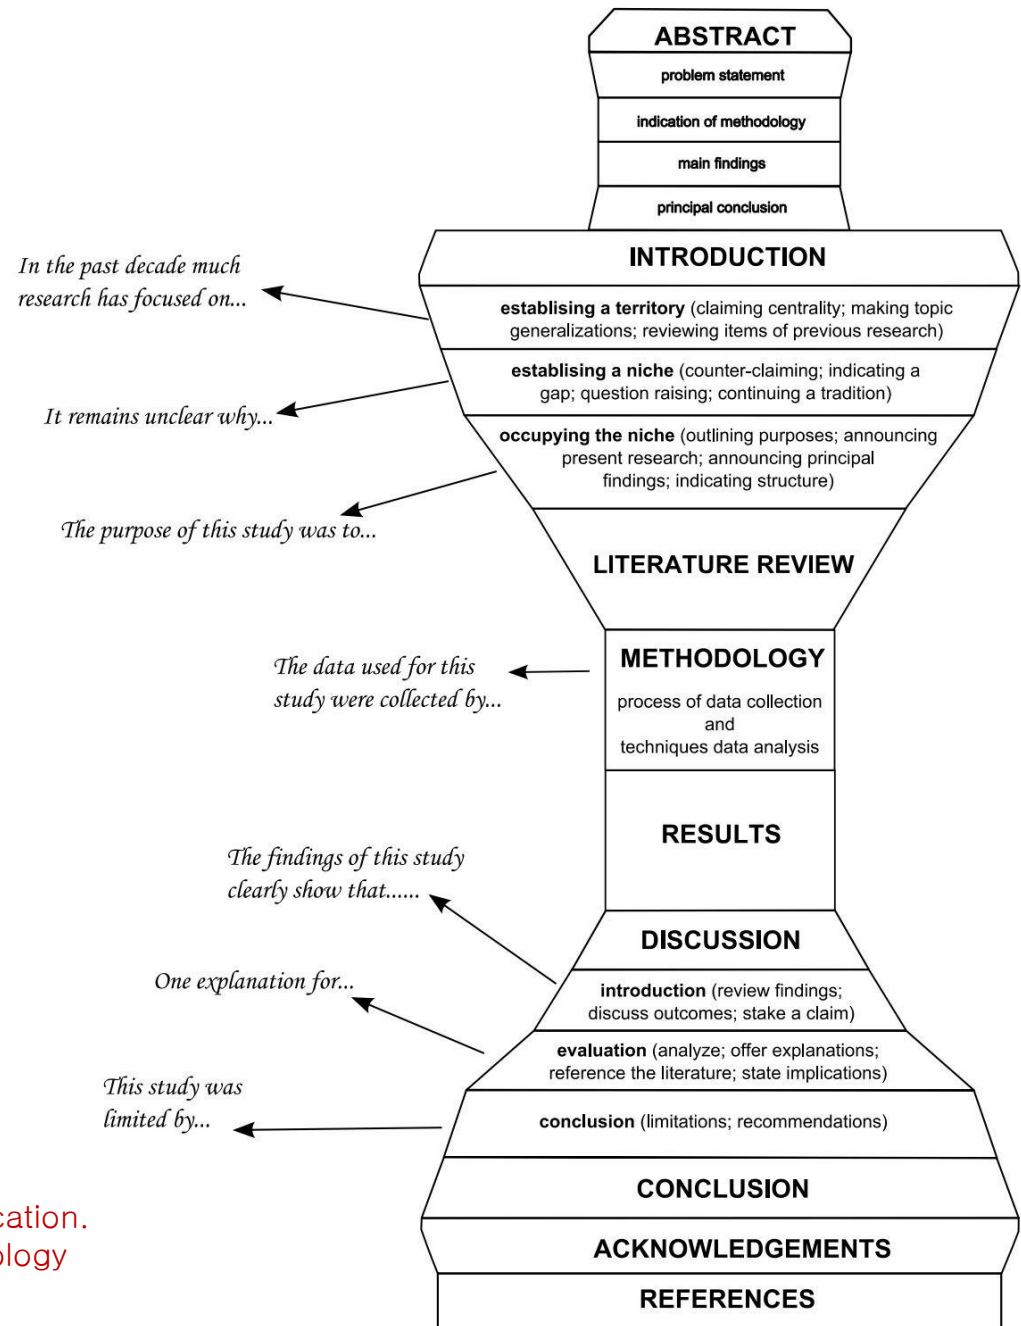 ABSTRACT
problem statement
indication of methodology
main findings
principal conclusion
INTRODUCTION
In the past decade much
research has focused on...
establising a territory (claiming centrality; making topic
generalizations; reviewing items of previous research)
establising a niche (counter-claiming; indicating a
gap; question raising; continuing a tradition)
It remains unclear why...
occupying the niche (outlining purposes; announcing
present research; announcing principal
findings; indicating structure)
The purpose of this study was to...
LITERATURE REVIEW
METHODOLOGY
The data used for this
study were collected by...
process of data collection
and
techniques data analysis
RESULTS
The findings of this study
clearly show that......
DISCUSSION
One explanation for...
introduction (review findings;
discuss outcomes; stake a claim)
evaluation (analyze; offer explanations;
reference the literature; state implications)
This study was
limited by...
conclusion (limitations; recommendations)
CONCLUSION
cation.
ology
ACKNOWLEDGEMENTS
REFERENCES